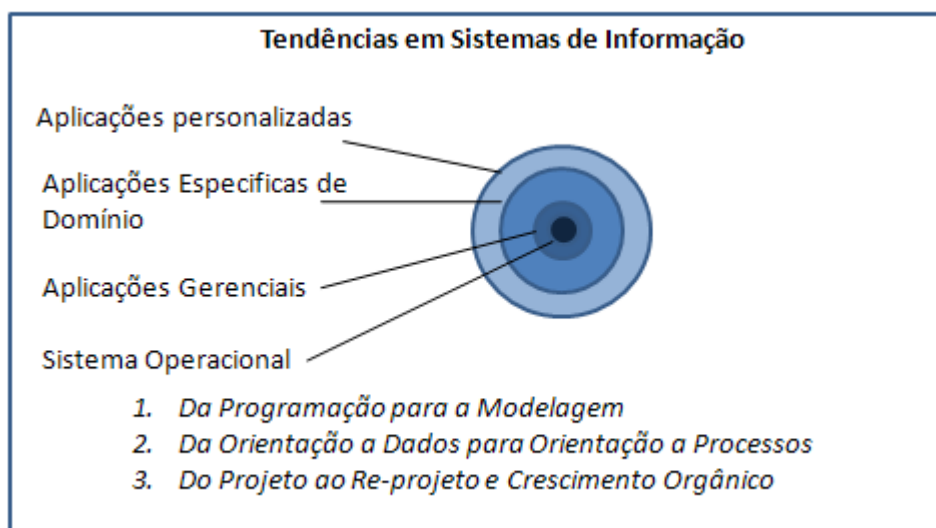 Tendências em Sistemas de Informação
Aplicações personalizadas
Aplicações Especificas de
Domínio
Aplicações Gerenciais
Sistema Operacional
1. Da Programação para a Modelagem
2. Da Orientação a Dados para Orientação a Processos
3. Do Projeto ao Re-projeto e Crescimento Orgânico